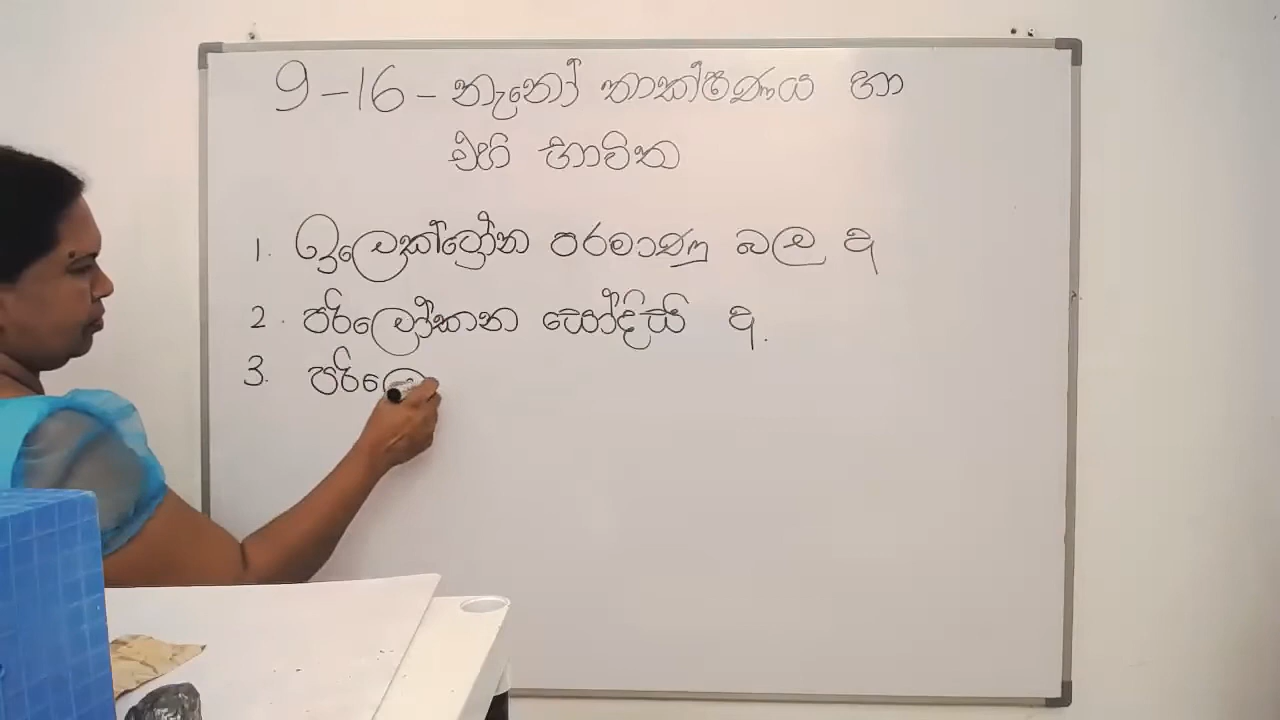 9-16 - නැනෝ තාක්ෂණය හා
එහි භාවිත
1. ඉලෙක්ට්‍රෝන පරමාණු බල අ
2. පරිලෝකන සෝදිසි අ.
3. පරිලෝ